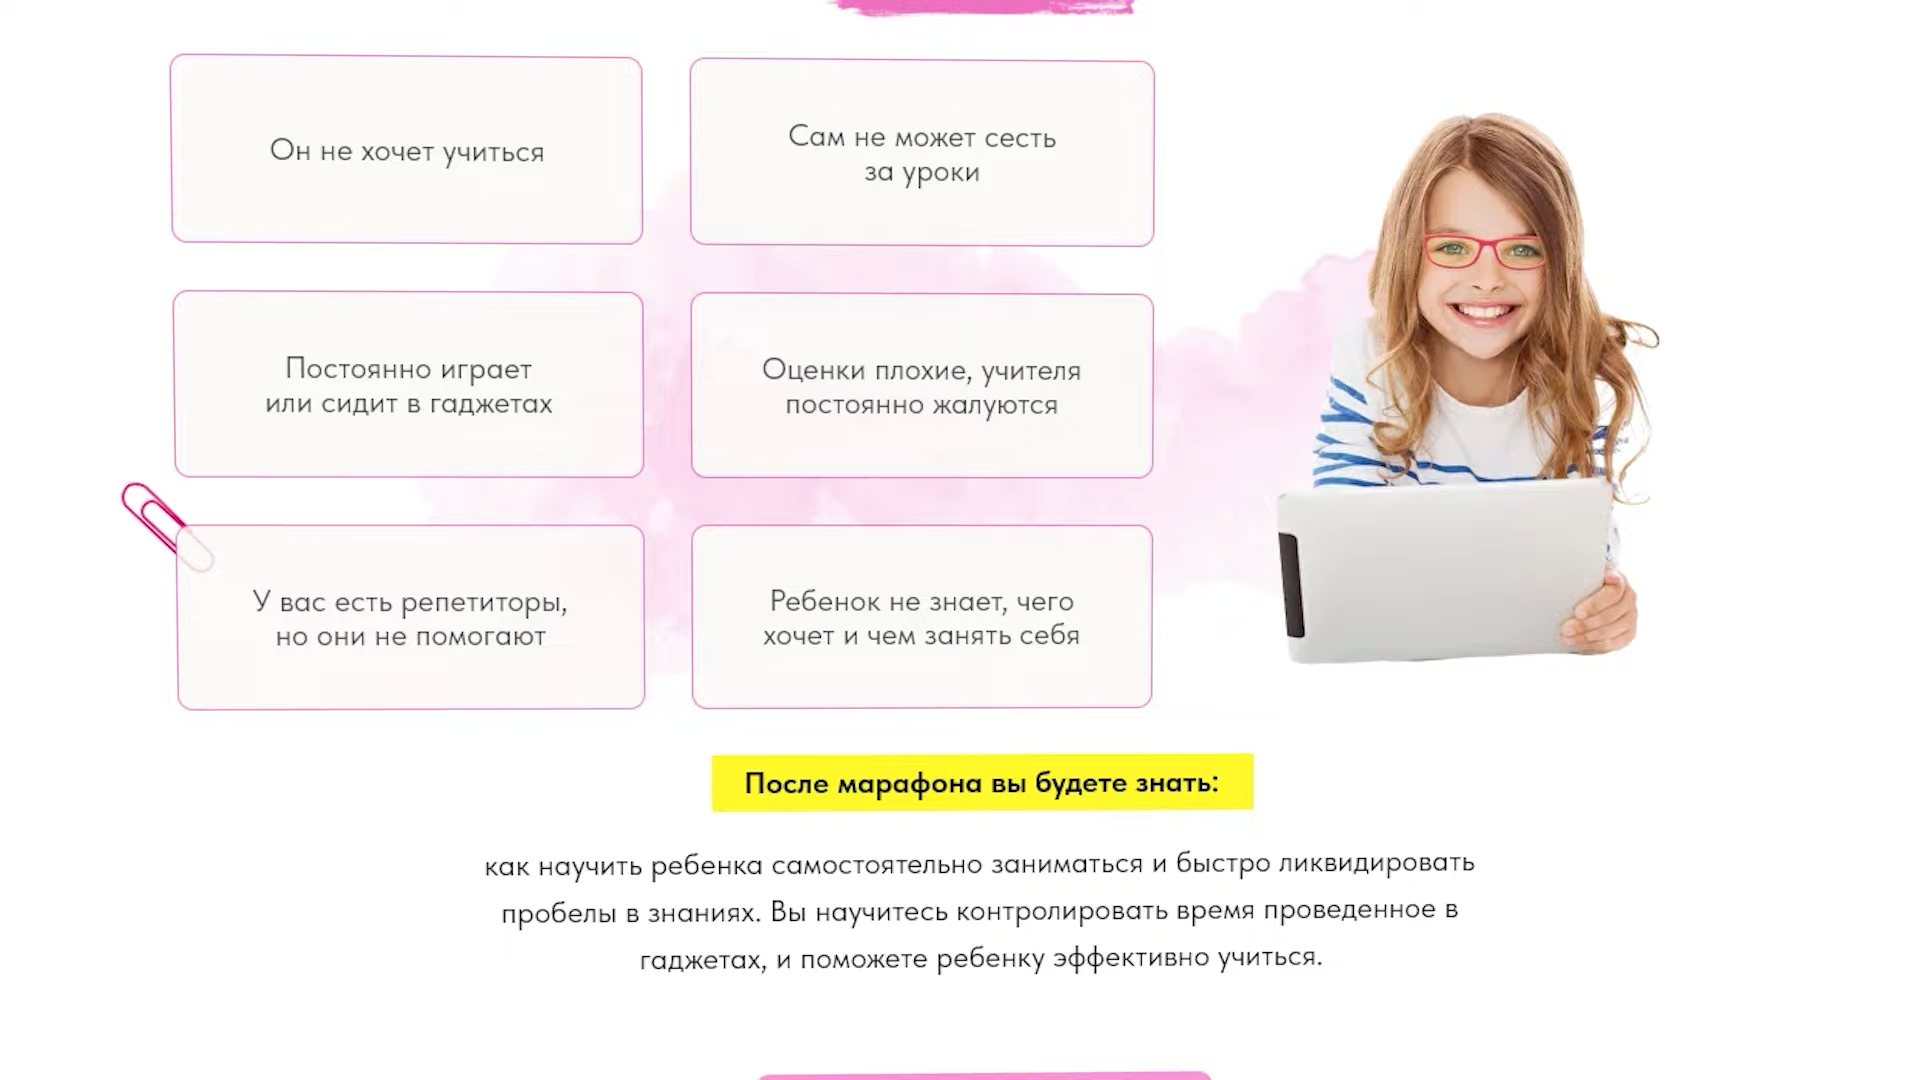 Он не хочет учиться
Сам не может сесть
за уроки
Постоянно играет
или сидит в гаджетах
Оценки плохие, учителя
постоянно жалуются
У вас есть репетиторы,
но они не помогают
Ребенок не знает, чего
хочет и чем занять себя
После марафона вы будете знать:
как научить ребенка самостоятельно заниматься и быстро ликвидировать
пробелы в знаниях. Вы научитесь контролировать время проведенное в
гаджетах, и поможете ребенку эффективно учиться.